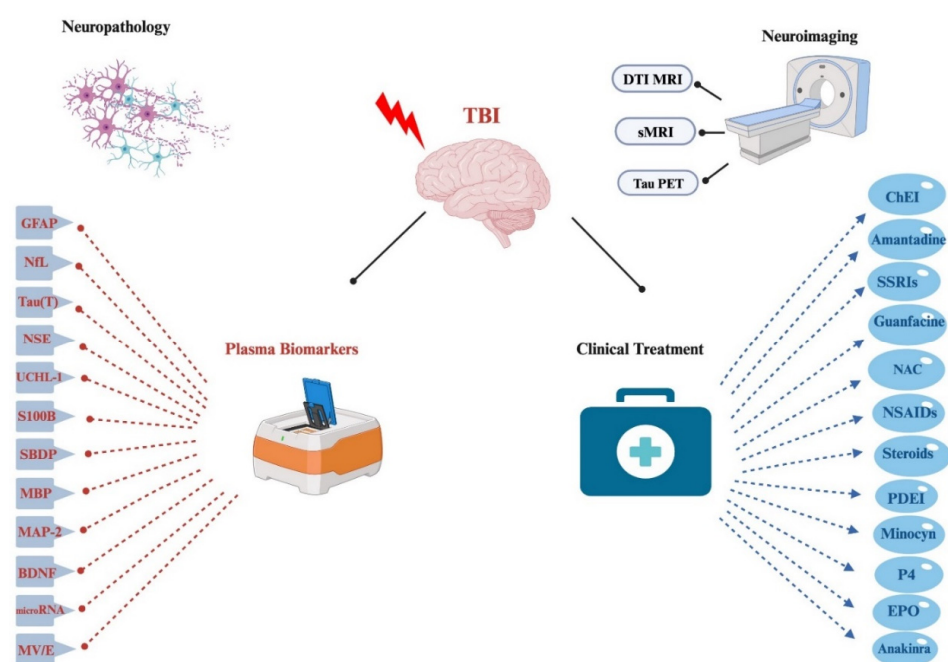 Neuropathology
Neuroimaging
TBI
DTI MRI
sMRI
Tau PET
GFAP
NfL
Tau(T)
NSE
UCHL-1
S100B
SBDP
MBP
MAP-2
BDNF
microRNA
MV/E
Plasma Biomarkers
Clinical Treatment
ChEI
Amantadine
SSRIs
Guanfacine
NAC
NSAIDs
Steroids
PDEI
Minocyn
P4
EPO
Anakinra